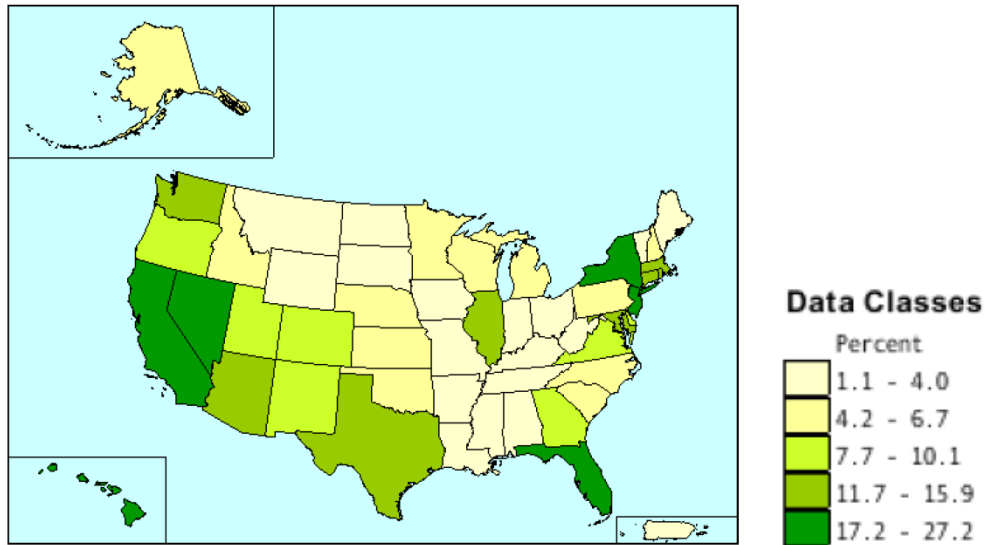 Data Classes
Percent
1.1 - 4.0
4.2 - 6.7
7.7 - 10.1
11.7 - 15.9
17.2 - 27.2